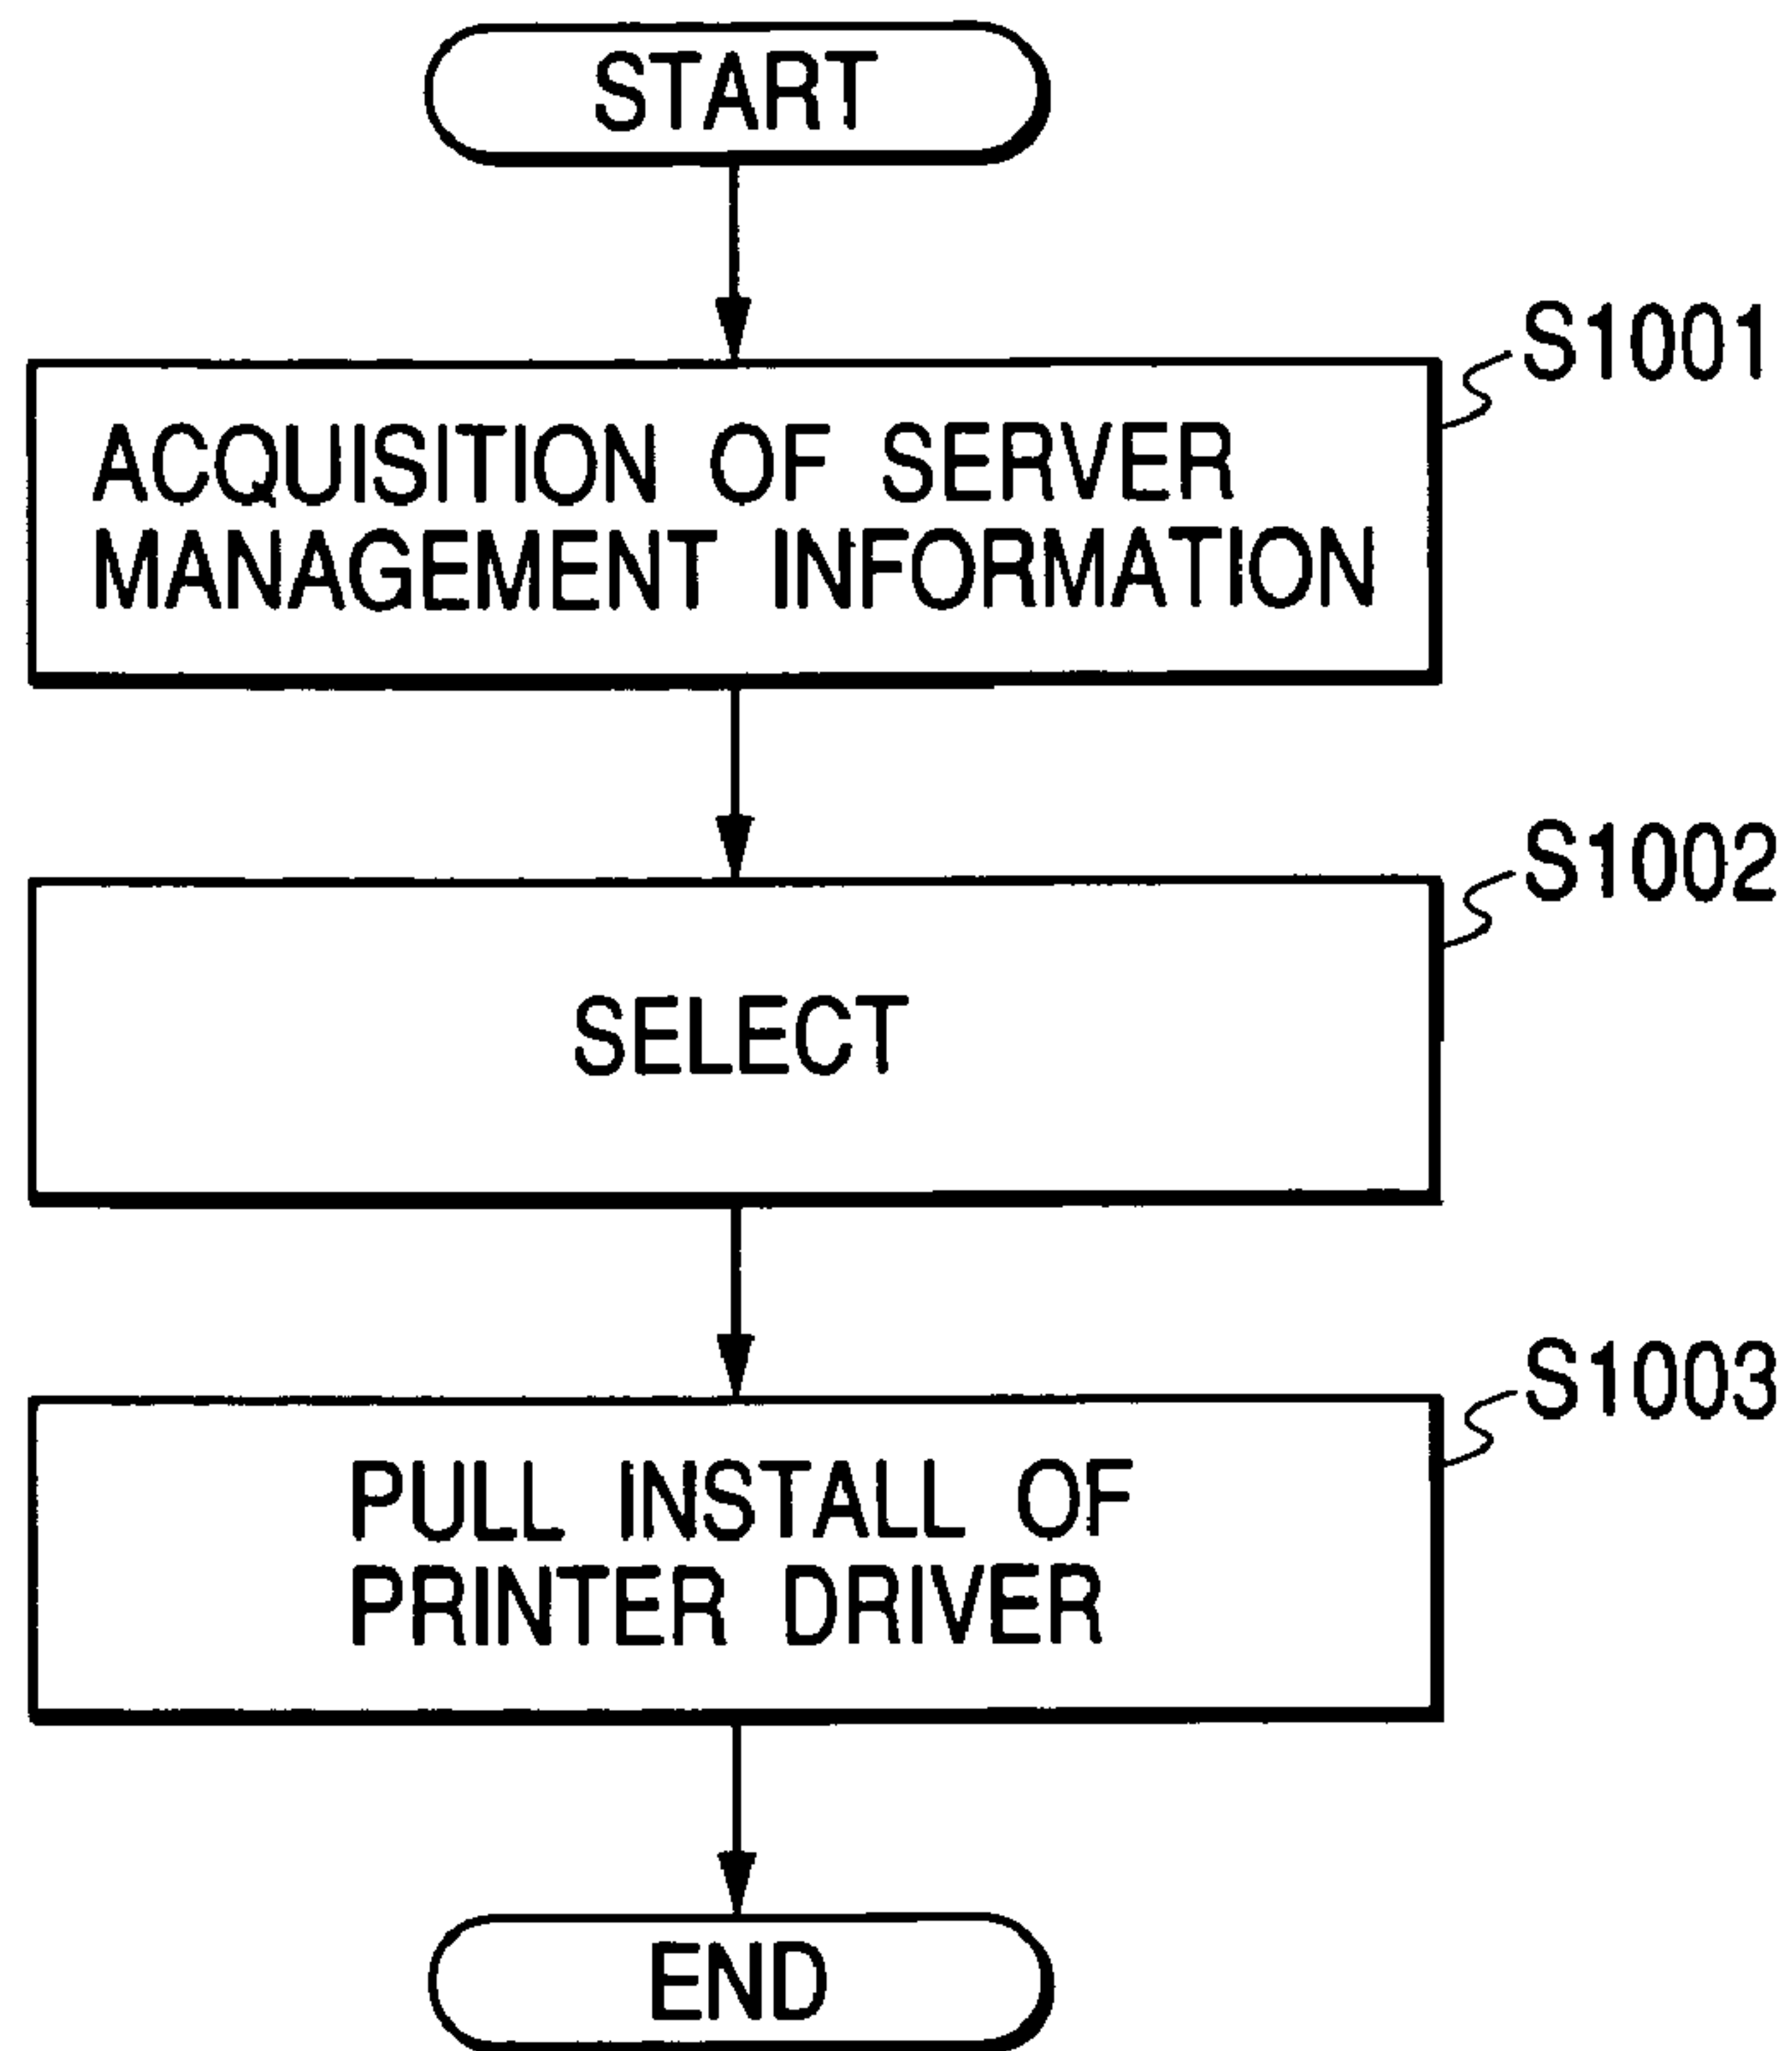 START
S1001
ACQUISITION OF SERVER
MANAGEMENT INFORMATION
S1002
SELECT
S1003
PULL INSTALL OF
PRINTER DRIVER
END